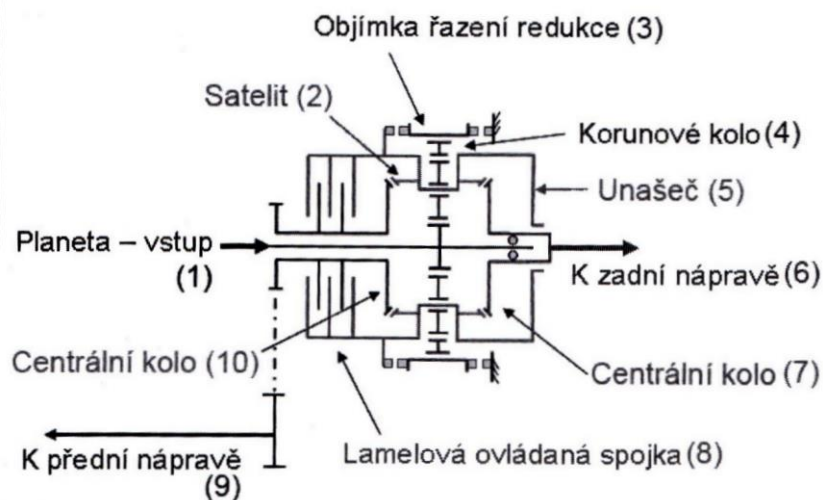 Objímka řazení redukce (3)
Satelit (2)
Korunové kolo (4)
Unašeč (5)
Planeta – vstup
(1)
K zadní nápravě (6)
Centrální kolo (10)
Centrální kolo (7)
Lamelová ovládaná spojka (8)
K přední nápravě
(9)